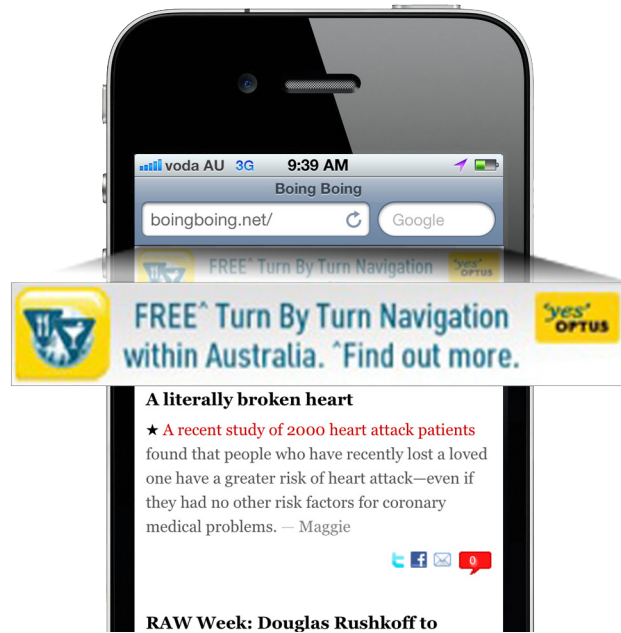 voda AU 3G 9:39 AM
Boing Boing
boingboing.net/ Google
FREE^ Turn By Turn Navigation 'yes' OPTUS
FREE^ Turn By Turn Navigation 'yes' OPTUS
within Australia. ^Find out more.
A literally broken heart
★ A recent study of 2000 heart attack patients
found that people who have recently lost a loved
one have a greater risk of heart attack—even if
they had no other risk factors for coronary
medical problems. — Maggie
0
RAW Week: Douglas Rushkoff to